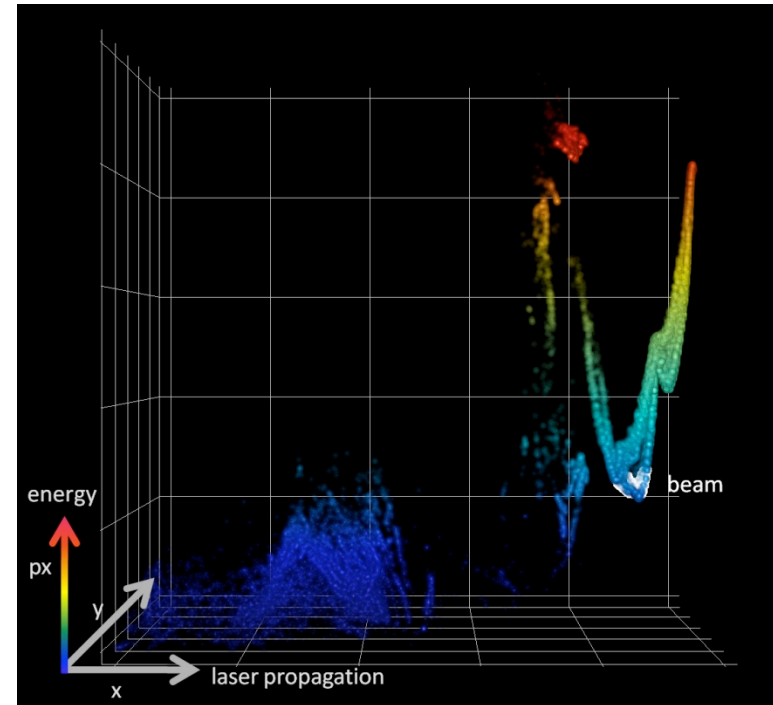 beam
energy
px
y
laser propagation
x